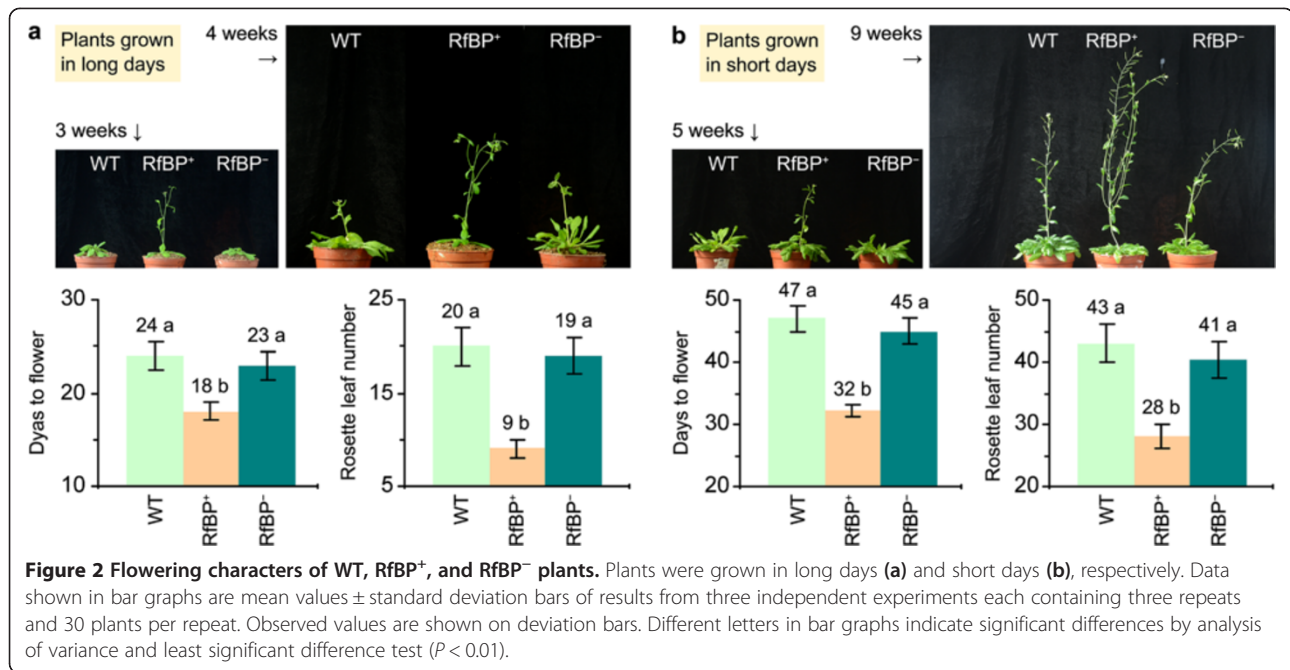 a
Plants grown
in long days
4 weeks →
WT RfBP⁺ RfBP⁻
3 weeks ↓
WT RfBP⁺ RfBP⁻
30
20
10
Dyas to flower
24 a
18 b
23 a
WT
RfBP⁺
RfBP⁻
25
15
5
Rosette leaf number
20 a
9 b
19 a
WT
RfBP⁺
RfBP⁻
b
Plants grown
in short days
9 weeks →
WT RfBP⁺ RfBP⁻
5 weeks ↓
WT RfBP⁺ RfBP⁻
50
40
30
20
Days to flower
47 a
32 b
45 a
WT
RfBP⁺
RfBP⁻
50
40
30
20
Rosette leaf number
43 a
28 b
41 a
WT
RfBP⁺
RfBP⁻
Figure 2 Flowering characters of WT, RfBP⁺, and RfBP⁻ plants. Plants were grown in long days (a) and short days (b), respectively. Data
shown in bar graphs are mean values ± standard deviation bars of results from three independent experiments each containing three repeats
and 30 plants per repeat. Observed values are shown on deviation bars. Different letters in bar graphs indicate significant differences by analysis
of variance and least significant difference test (P < 0.01).